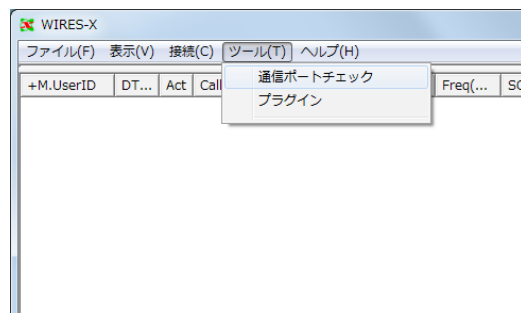 WIRES-X
ファイル(F) 表示(V) 接続(C) ツール(T) ヘルプ(H)
+M.UserID DT... Act Call Freq(... SC
通信ポートチェック
プラグイン